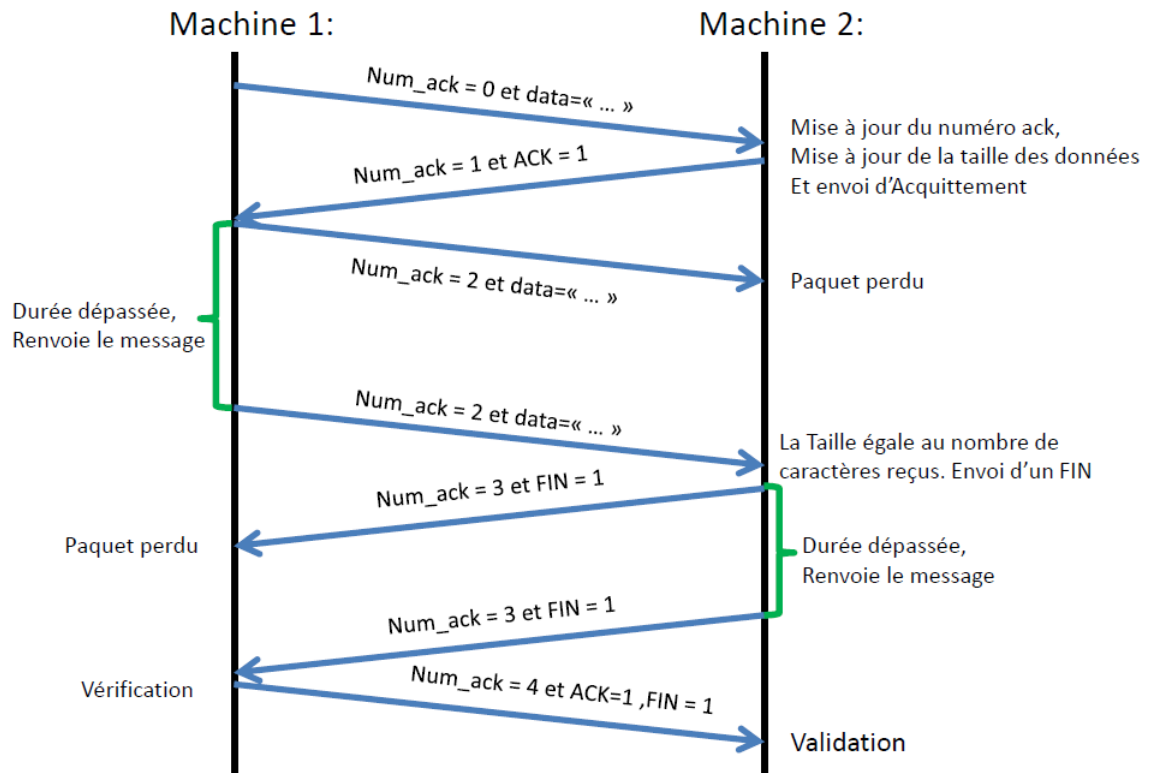 Machine 1:
Machine 2:
Num_ack = 0 et data=« ... »
Mise à jour du numéro ack,
Mise à jour de la taille des données
Et envoi d'Acquittement
Num_ack = 1 et ACK = 1
Num_ack = 2 et data=« ... »
Paquet perdu
Durée dépassée,
Renvoie le message
Num_ack = 2 et data=« ... »
La Taille égale au nombre de
caractères reçus. Envoi d'un FIN
Num_ack = 3 et FIN = 1
Paquet perdu
Durée dépassée,
Renvoie le message
Num_ack = 3 et FIN = 1
Vérification
Num_ack = 4 et ACK=1 ,FIN = 1
Validation